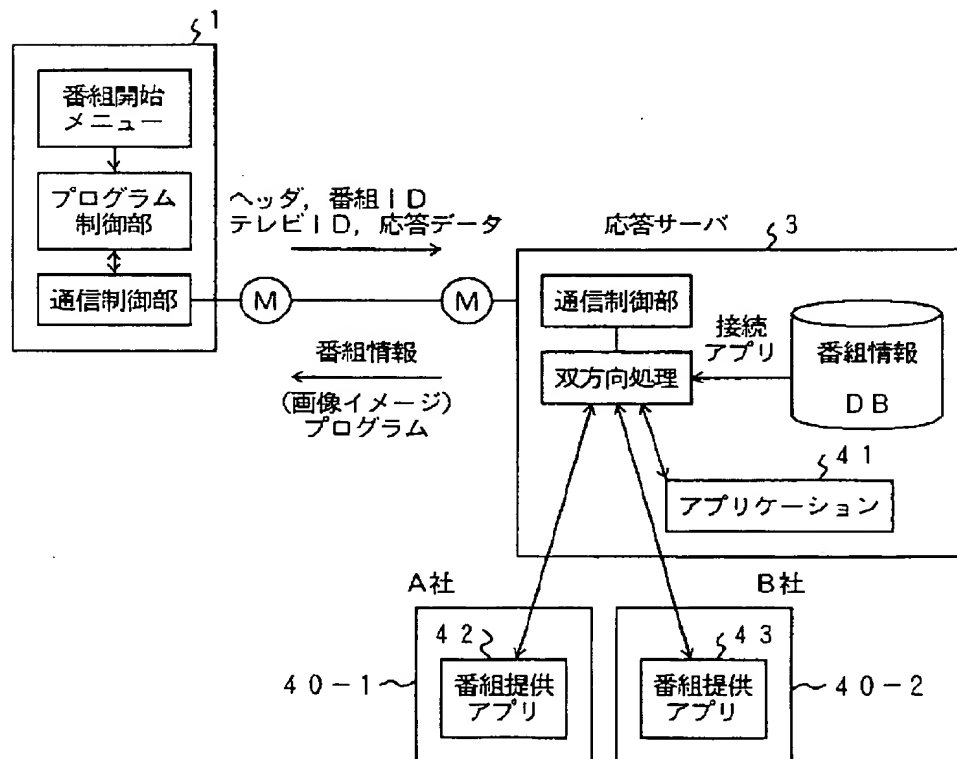 1
番組開始
メニュー
プログラム
制御部
通信制御部
ヘッダ, 番組ID
テレビID, 応答データ
M
M
番組情報
(画像イメージ)
プログラム
応答サーバ
3
通信制御部
双方向処理
接続
アプリ
番組情報
DB
41
アプリケーション
A社
B社
42
番組提供
アプリ
40-1
43
番組提供
アプリ
40-2